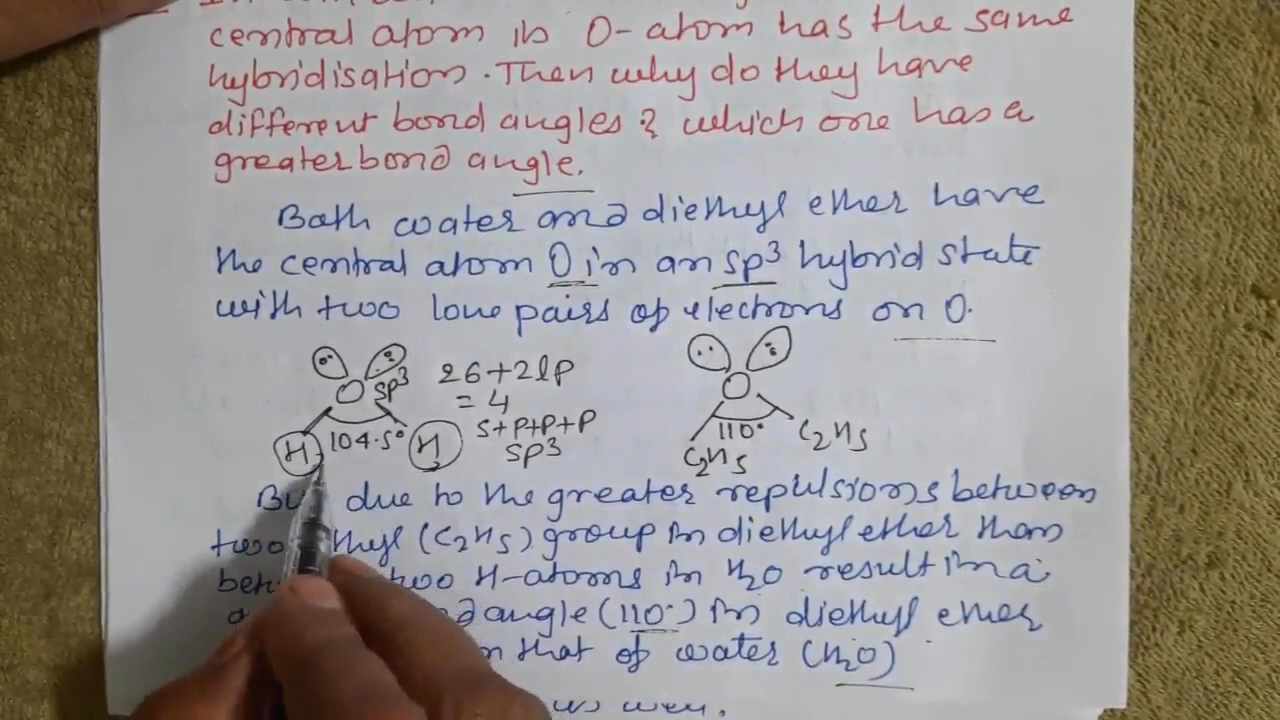 central atom is O-atom has the same
hybridisation. Then why do they have
different bond angles? which one has a
greater bond angle.
Both water and diethyl ether have
the central atom O in an sp³ hybrid state
with two lone pairs of electrons on O.
O sp³
H 104.5° H
2б+2lp
= 4
s+p+p+p
sp³
O
110°
C₂H₅ C₂H₅
due to the greater repulsions between
two (C₂H₅) group in diethyl ether than
two H-atoms in H₂O result in a
angle (110°) in diethyl ether
that of water (H₂O)